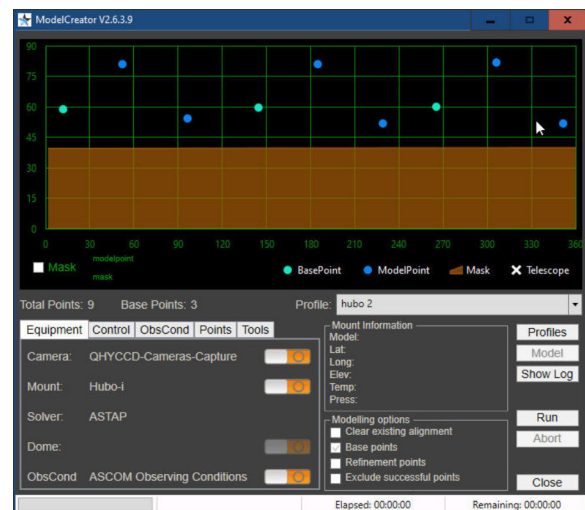 ModelCreator V2.6.3.9
90
75
60
45
30
15
0
0 30 60 90 120 150 180 210 240 270 300 330 360
Mask
modelpoint
mask
BasePoint ModelPoint Mask Telescope
Total Points: 9 Base Points: 3 Profile: hubo 2
Equipment Control ObsCond Points Tools
Camera: QHYCCD-Cameras-Capture
Mount: Hubo-i
Solver: ASTAP
Dome:
ObsCond ASCOM Observing Conditions
Mount Information
Model:
Lat:
Long:
Elev:
Temp:
Press:
Modelling options
Clear existing alignment
Base points
Refinement points
Exclude successful points
Profiles
Model
Show Log
Run
Abort
Close
Elapsed: 00:00:00 Remaining: 00:00:00